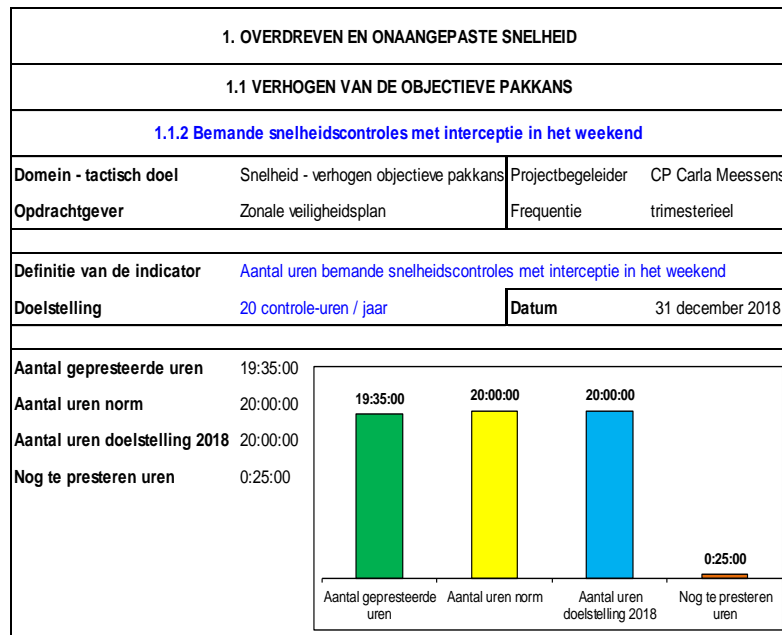 1. OVERDREVEN EN ONAANGEPASTE SNELHEID
1.1 VERHOGEN VAN DE OBJECTIEVE PAKKANS
1.1.2 Bemande snelheidscontroles met interceptie in het weekend
Domein - tactisch doel Snelheid - verhogen objectieve pakkans Projectbegeleider CP Carla Meessens
Opdrachtgever Zonale veiligheidsplan Frequentie trimesterieel
Definitie van de indicator Aantal uren bemande snelheidscontroles met interceptie in het weekend
Doelstelling 20 controle-uren / jaar Datum 31 december 2018
Aantal gepresteerde uren 19:35:00
Aantal uren norm 20:00:00
Aantal uren doelstelling 2018 20:00:00
Nog te presteren uren 0:25:00
19:35:00 20:00:00 20:00:00 0:25:00
Aantal gepresteerde Aantal uren norm Aantal uren Nog te presteren
uren doelstelling 2018 uren